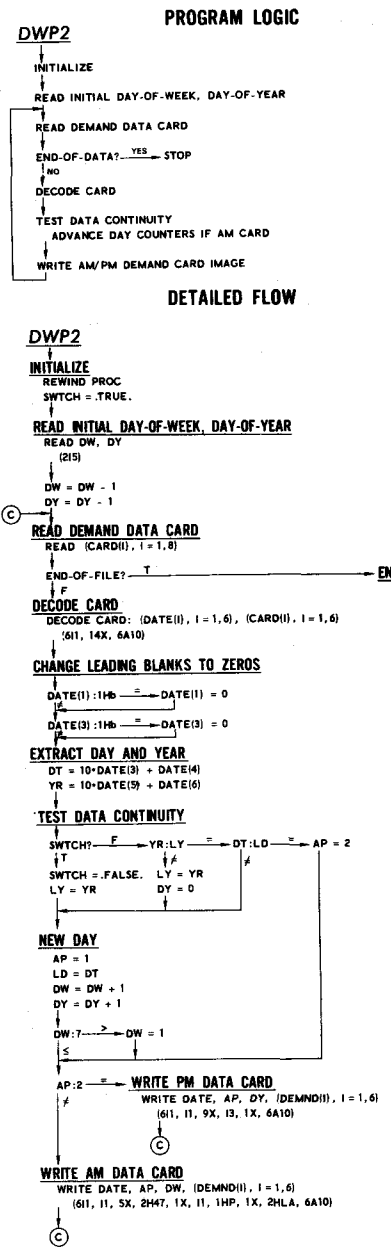 PROGRAM LOGIC
DWP2
INITIALIZE
READ INITIAL DAY-OF-WEEK, DAY-OF-YEAR
READ DEMAND DATA CARD
END-OF-DATA? YES STOP
NO
DECODE CARD
TEST DATA CONTINUITY
ADVANCE DAY COUNTERS IF AM CARD
WRITE AM/PM DEMAND CARD IMAGE
DETAILED FLOW
DWP2
INITIALIZE
REWIND PROC
SWTCH = .TRUE.
READ INITIAL DAY-OF-WEEK, DAY-OF-YEAR
READ DW, DY
(2I5)
DW = DW - 1
DY = DY - 1
C
READ DEMAND DATA CARD
READ (CARD(I), I = 1,8)
END-OF-FILE? T EN
F
DECODE CARD
DECODE CARD: (DATE(I), I = 1,6), (CARD(I), I = 1,6)
(6I1, 14X, 6A10)
CHANGE LEADING BLANKS TO ZEROS
DATE(1) :1Hb = DATE(1) = 0
≠
DATE(3) :1Hb = DATE(3) = 0
≠
EXTRACT DAY AND YEAR
DT = 10•DATE(3) + DATE(4)
YR = 10•DATE(5) + DATE(6)
TEST DATA CONTINUITY
SWTCH? F YR:LY = DT:LD = AP = 2
T ≠ ≠
SWTCH = .FALSE. LY = YR
LY = YR DY = 0
NEW DAY
AP = 1
LD = DT
DW = DW + 1
DY = DY + 1
DW:7 > DW = 1
≤
AP:2 = WRITE PM DATA CARD
≠ WRITE DATE, AP, DY, (DEMND(I), I = 1,6)
(6I1, I1, 9X, I3, 1X, 6A10)
C
WRITE AM DATA CARD
WRITE DATE, AP, DW, (DEMND(I), I = 1,6)
(6I1, I1, 5X, 2H47, 1X, I1, 1HP, 1X, 2HLA, 6A10)
C